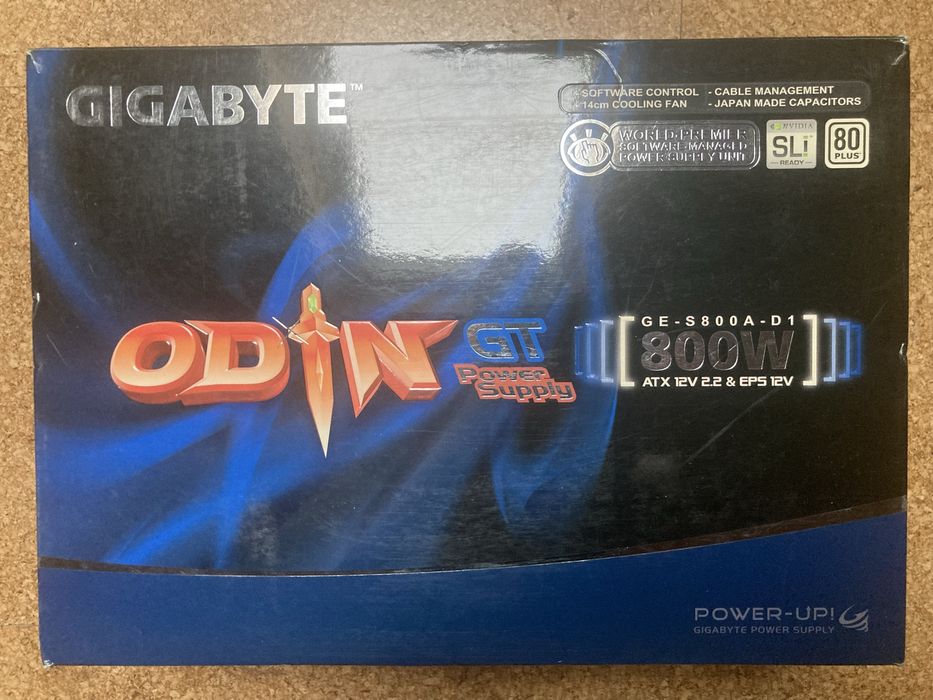 GIGABYTE™
- SOFTWARE CONTROL - CABLE MANAGEMENT
- 14cm COOLING FAN - JAPAN MADE CAPACITORS
WORLD-PREMIER
SOFTWARE-MANAGED
POWER SUPPLY UNIT
NVIDIA
SLI
READY
80
PLUS
ODIN
GT
Power
Supply
GE-S800A-D1
800W
ATX 12V 2.2 & EPS 12V
POWER-UP!
GIGABYTE POWER SUPPLY